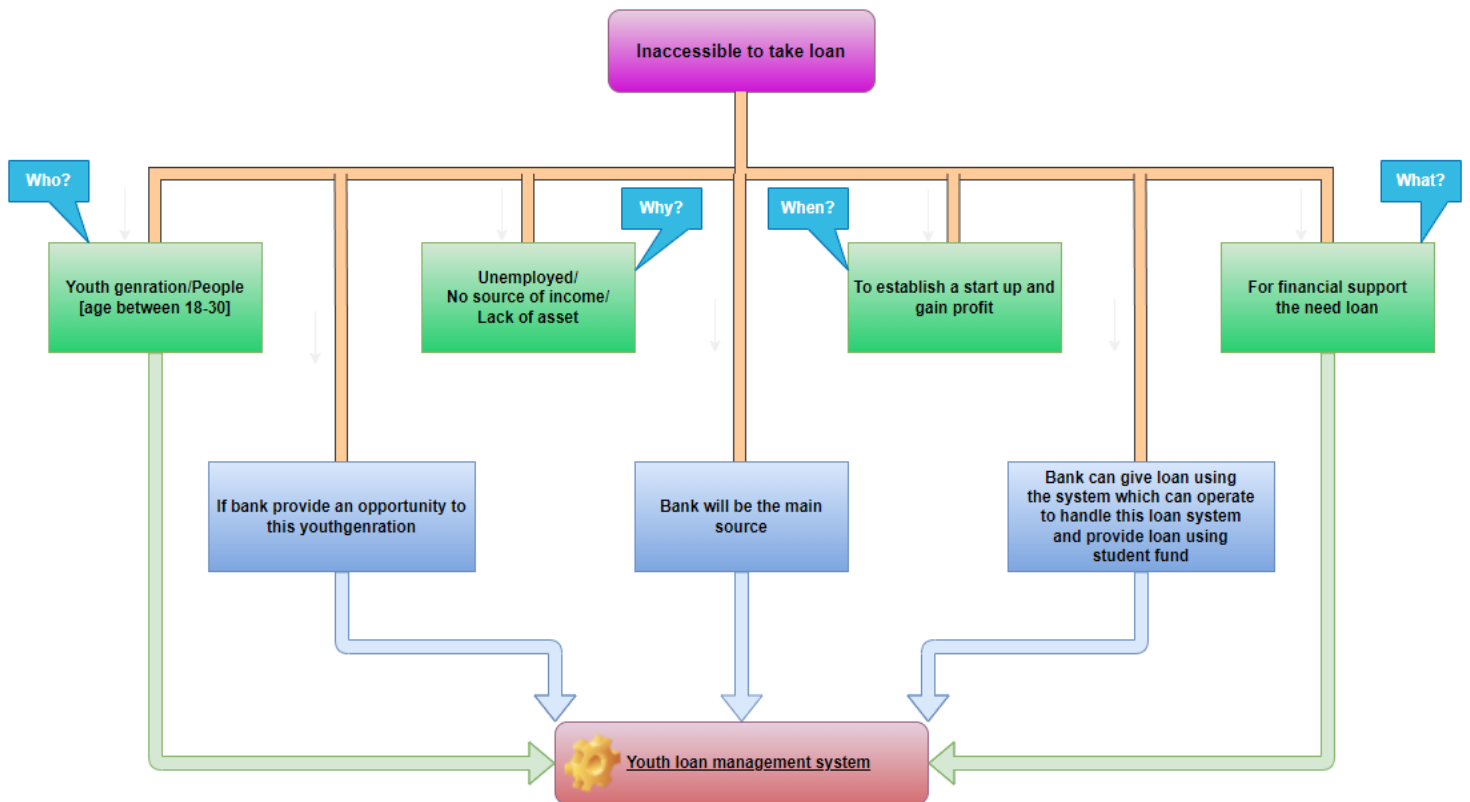 Inaccessible to take loan
Who?
Why?
When?
What?
Youth genration/People
[age between 18-30]
Unemployed/
No source of income/
Lack of asset
To establish a start up and
gain profit
For financial support
the need loan
If bank provide an opportunity to
this youthgenration
Bank will be the main
source
Bank can give loan using
the system which can operate
to handle this loan system
and provide loan using
student fund
Youth loan management system